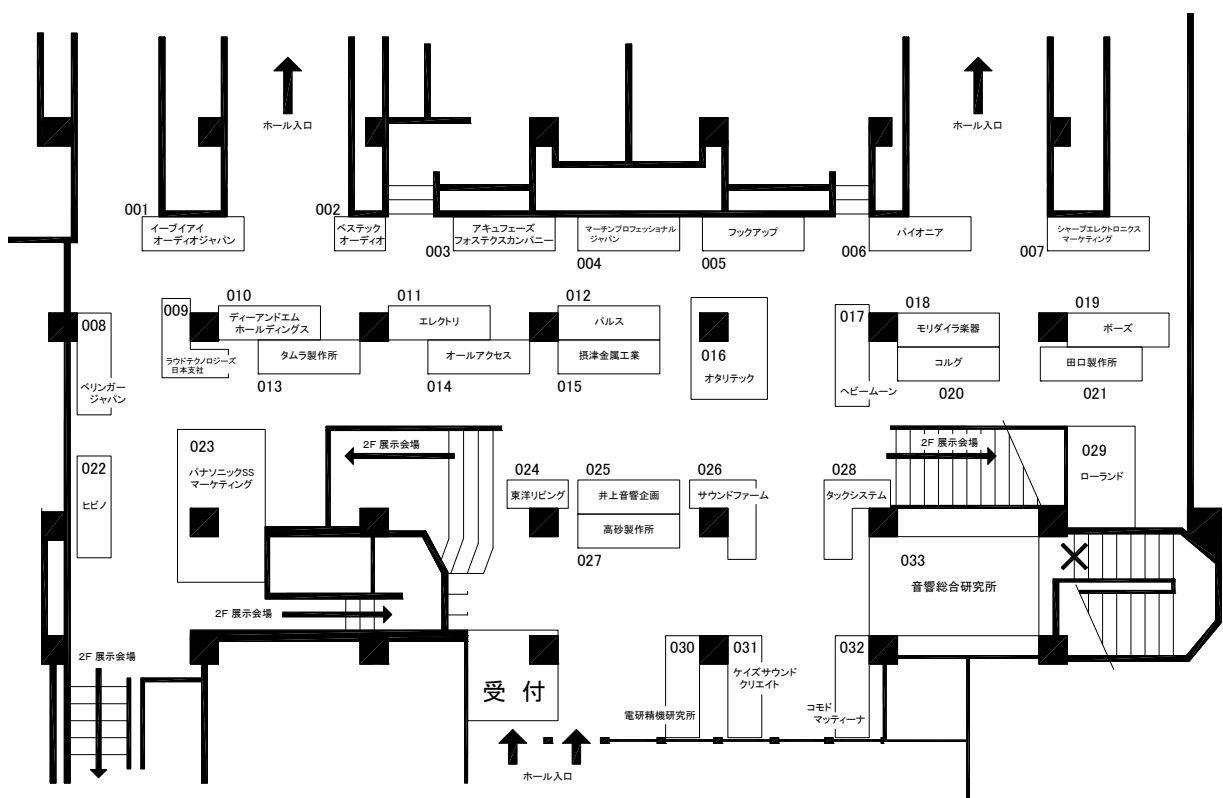 ホール入口
ホール入口
001
イーブイアイ
オーディオジャパン
002
ベステック
オーディオ
003
アキュフェーズ
フォステクスカンパニー
マーチンプロフェッショナル
ジャパン
004
フックアップ
005
006
パイオニア
007
シャープエレクトロニクス
マーケティング
008
ベリンガー
ジャパン
009
ラウドテクノロジーズ
日本支社
010
ディーアンドエム
ホールディングス
011
エレクトリ
012
パルス
タムラ製作所
013
オールアクセス
014
摂津金属工業
015
016
オタリテック
017
ヘビームーン
018
モリダイラ楽器
019
ボーズ
コルグ
020
田口製作所
021
022
ヒビノ
023
パナソニックSS
マーケティング
2F 展示会場
024
東洋リビング
025
井上音響企画
高砂製作所
027
026
サウンドファーム
028
タックシステム
2F 展示会場
029
ローランド
033
音響総合研究所
2F 展示会場
2F 展示会場
受 付
030
電研精機研究所
031
ケイズサウンド
クリエイト
032
コモド
マッティーナ
ホール入口